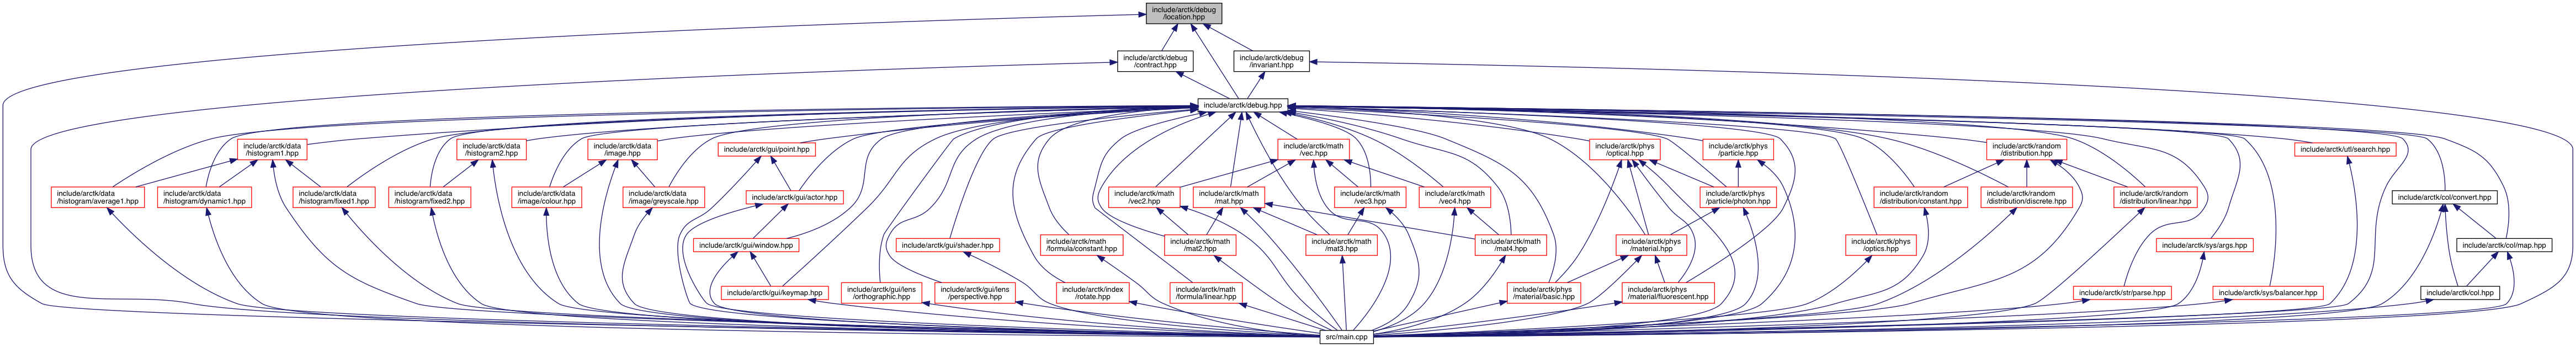 include/arctk/debug
/location.hpp
include/arctk/debug
/contract.hpp
include/arctk/debug
/invariant.hpp
include/arctk/debug.hpp
include/arctk/data
/histogram1.hpp
include/arctk/data
/histogram2.hpp
include/arctk/data
/image.hpp
include/arctk/gui/point.hpp
include/arctk/math
/vec.hpp
include/arctk/phys
/optical.hpp
include/arctk/phys
/particle.hpp
include/arctk/random
/distribution.hpp
include/arctk/utl/search.hpp
include/arctk/data
/histogram/average1.hpp
include/arctk/data
/histogram/dynamic1.hpp
include/arctk/data
/histogram/fixed1.hpp
include/arctk/data
/histogram/fixed2.hpp
include/arctk/data
/image/colour.hpp
include/arctk/data
/image/greyscale.hpp
include/arctk/gui/actor.hpp
include/arctk/math
/vec2.hpp
include/arctk/math
/mat.hpp
include/arctk/math
/vec3.hpp
include/arctk/math
/vec4.hpp
include/arctk/phys
/particle/photon.hpp
include/arctk/random
/distribution/constant.hpp
include/arctk/random
/distribution/discrete.hpp
include/arctk/random
/distribution/linear.hpp
include/arctk/col/convert.hpp
include/arctk/gui/window.hpp
include/arctk/gui/shader.hpp
include/arctk/math
/formula/constant.hpp
include/arctk/math
/mat2.hpp
include/arctk/math
/mat3.hpp
include/arctk/math
/mat4.hpp
include/arctk/phys
/material.hpp
include/arctk/phys
/optics.hpp
include/arctk/sys/args.hpp
include/arctk/col/map.hpp
include/arctk/gui/keymap.hpp
include/arctk/gui/lens
/orthographic.hpp
include/arctk/gui/lens
/perspective.hpp
include/arctk/index
/rotate.hpp
include/arctk/math
/formula/linear.hpp
include/arctk/phys
/material/basic.hpp
include/arctk/phys
/material/fluorescent.hpp
include/arctk/str/parse.hpp
include/arctk/sys/balancer.hpp
include/arctk/col.hpp
src/main.cpp